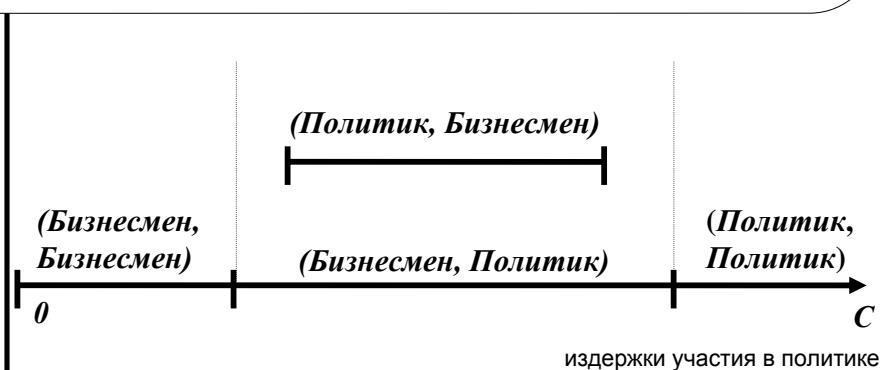 (Политик, Бизнесмен)
(Бизнесмен,
Бизнесмен)
(Бизнесмен, Политик)
(Политик,
Политик)
0
C
издержки участия в политике